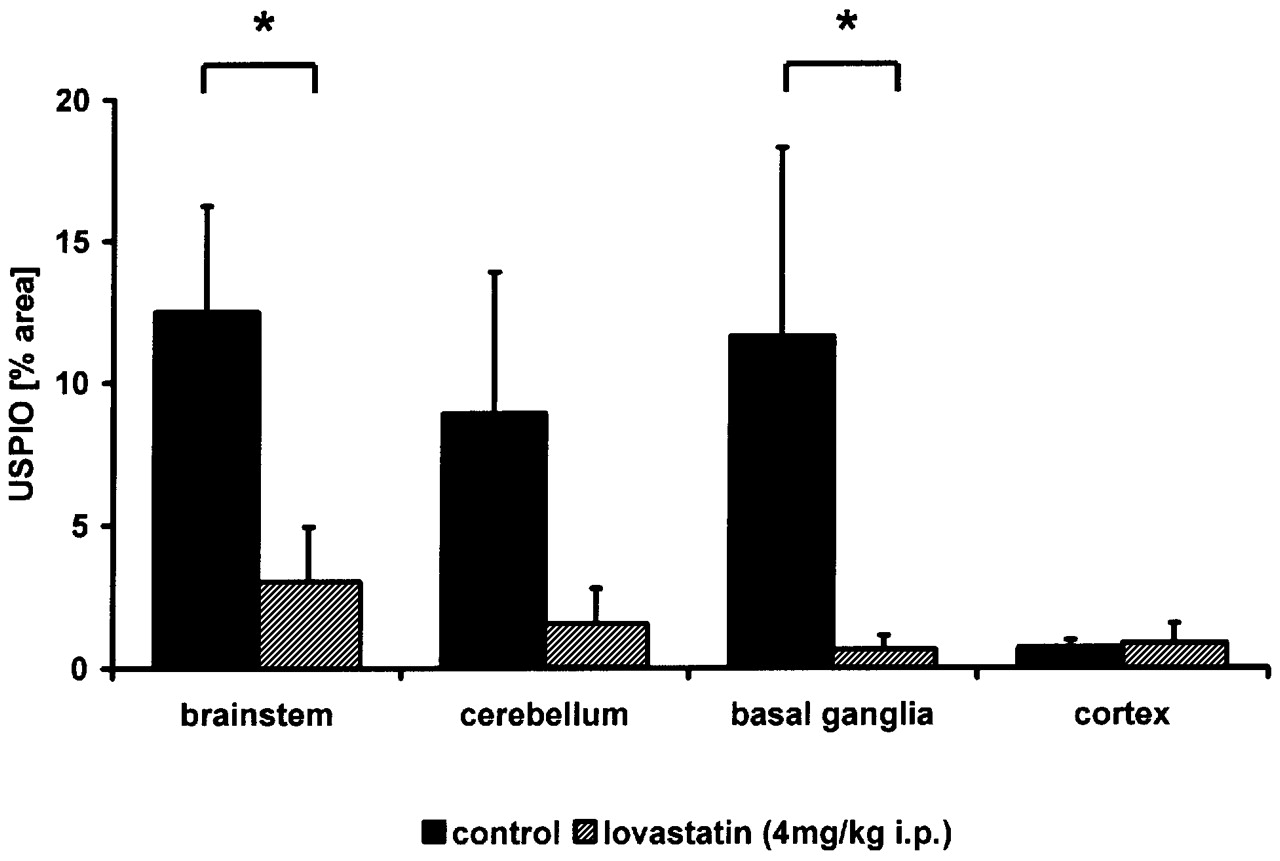 * *
20
15
10
5
0
USPIO [% area]
brainstem cerebellum basal ganglia cortex
control lovastatin (4mg/kg i.p.)